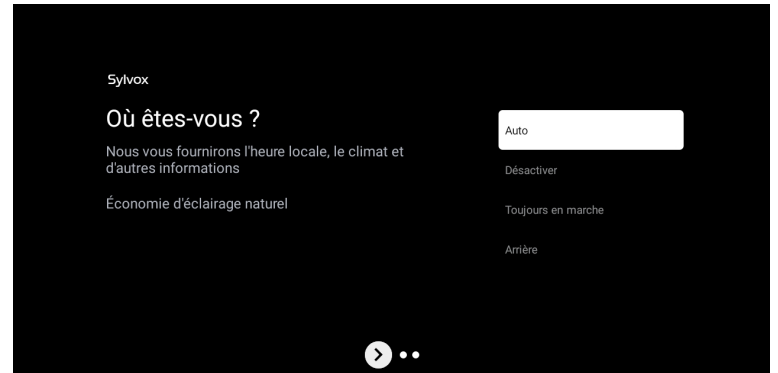 Sylvox
Où êtes-vous ?
Nous vous fournirons l'heure locale, le climat et
d'autres informations
Économie d'éclairage naturel
Auto
Désactiver
Toujours en marche
Arrière